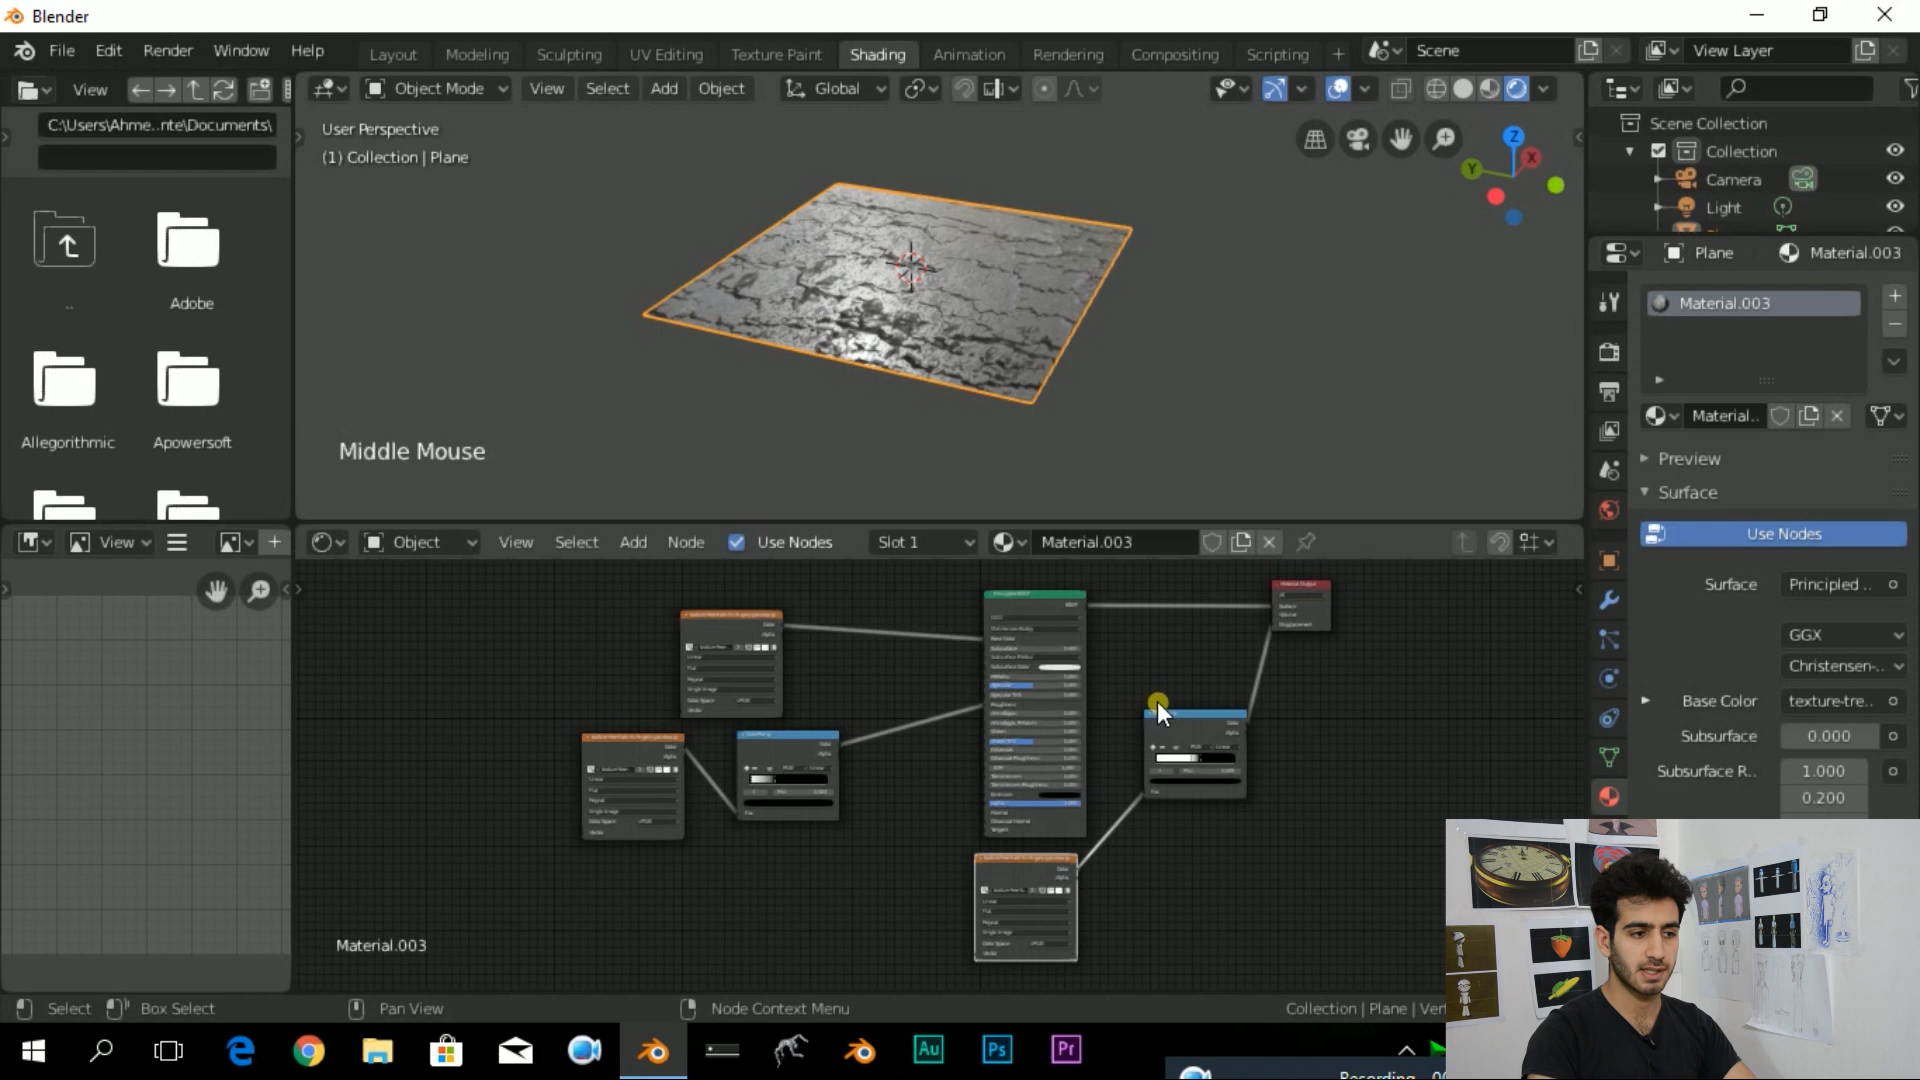 Blender
File Edit Render Window Help
Layout Modeling Sculpting UV Editing Texture Paint Shading Animation Rendering Compositing Scripting +
Scene
View Layer
View
Object Mode View Select Add Object
Global
C:\Users\Ahme..nte\Documents\
User Perspective
(1) Collection | Plane
Z
X
Y
Scene Collection
Collection
Camera
Light
Plane
Material.003
..
Adobe
Material.003
Allegorithmic
Apowersoft
Material..
Middle Mouse
Preview
Surface
Use Nodes
View
Object
View Select Add Node
Use Nodes
Slot 1
Material.003
Surface
Principled ..
GGX
Christensen-..
Base Color
texture-tre..
Subsurface
0.000
Subsurface R..
1.000
0.200
Material.003
Select
Box Select
Pan View
Node Context Menu
Collection | Plane | Ver
Au
Ps
Pr